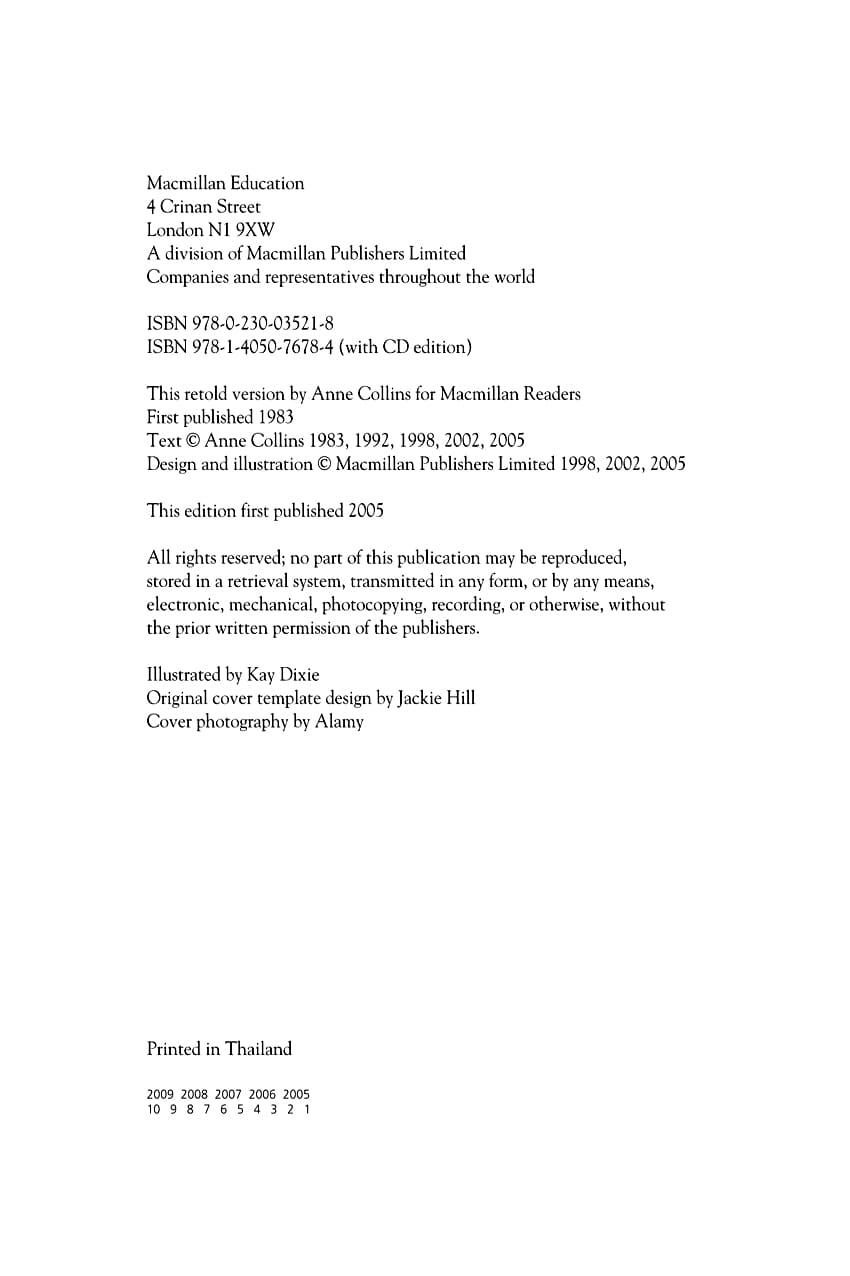 Macmillan Education
4 Crinan Street
London N1 9XW
A division of Macmillan Publishers Limited
Companies and representatives throughout the world
ISBN 978-0-230-03521-8
ISBN 978-1-4050-7678-4 (with CD edition)
This retold version by Anne Collins for Macmillan Readers
First published 1983
Text © Anne Collins 1983, 1992, 1998, 2002, 2005
Design and illustration © Macmillan Publishers Limited 1998, 2002, 2005
This edition first published 2005
All rights reserved; no part of this publication may be reproduced,
stored in a retrieval system, transmitted in any form, or by any means,
electronic, mechanical, photocopying, recording, or otherwise, without
the prior written permission of the publishers.
Illustrated by Kay Dixie
Original cover template design by Jackie Hill
Cover photography by Alamy
Printed in Thailand
2009 2008 2007 2006 2005
10 9 8 7 6 5 4 3 2 1